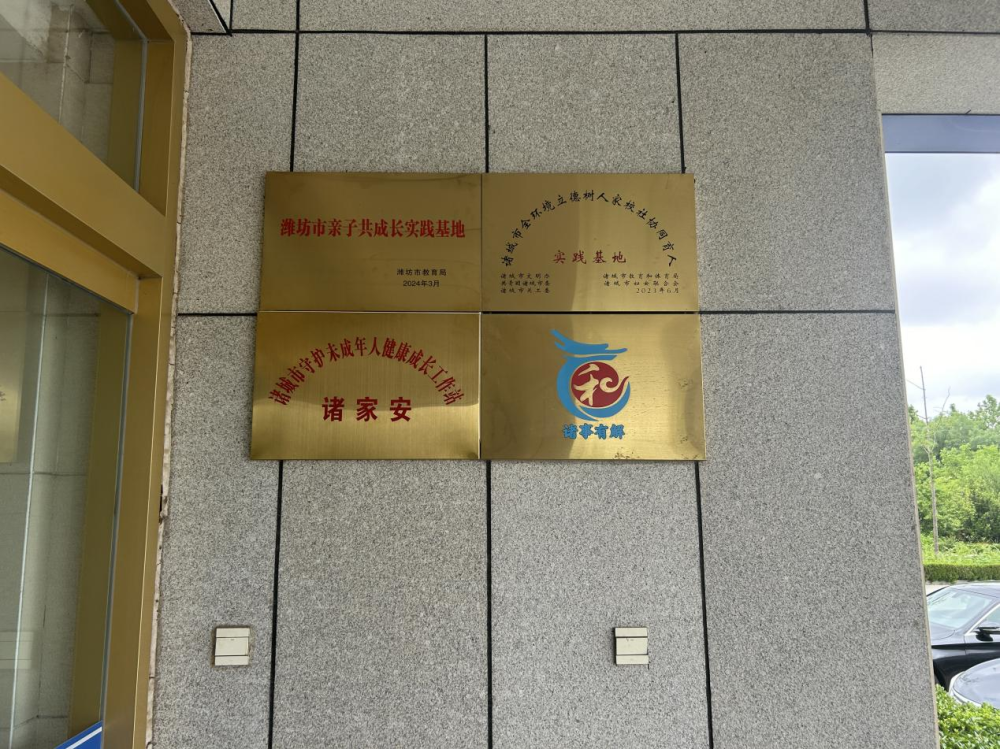 潍坊市亲子共成长实践基地
潍坊市教育局
2024年3月
诸城市全环境立德树人家校社协同育人
实践基地
诸城市文明办 诸城市教育和体育局
共青团诸城市委 诸城市妇女联合会
诸城市关工委 2023年6月
诸城市守护未成年人健康成长工作站
诸家安
和
诸事有解